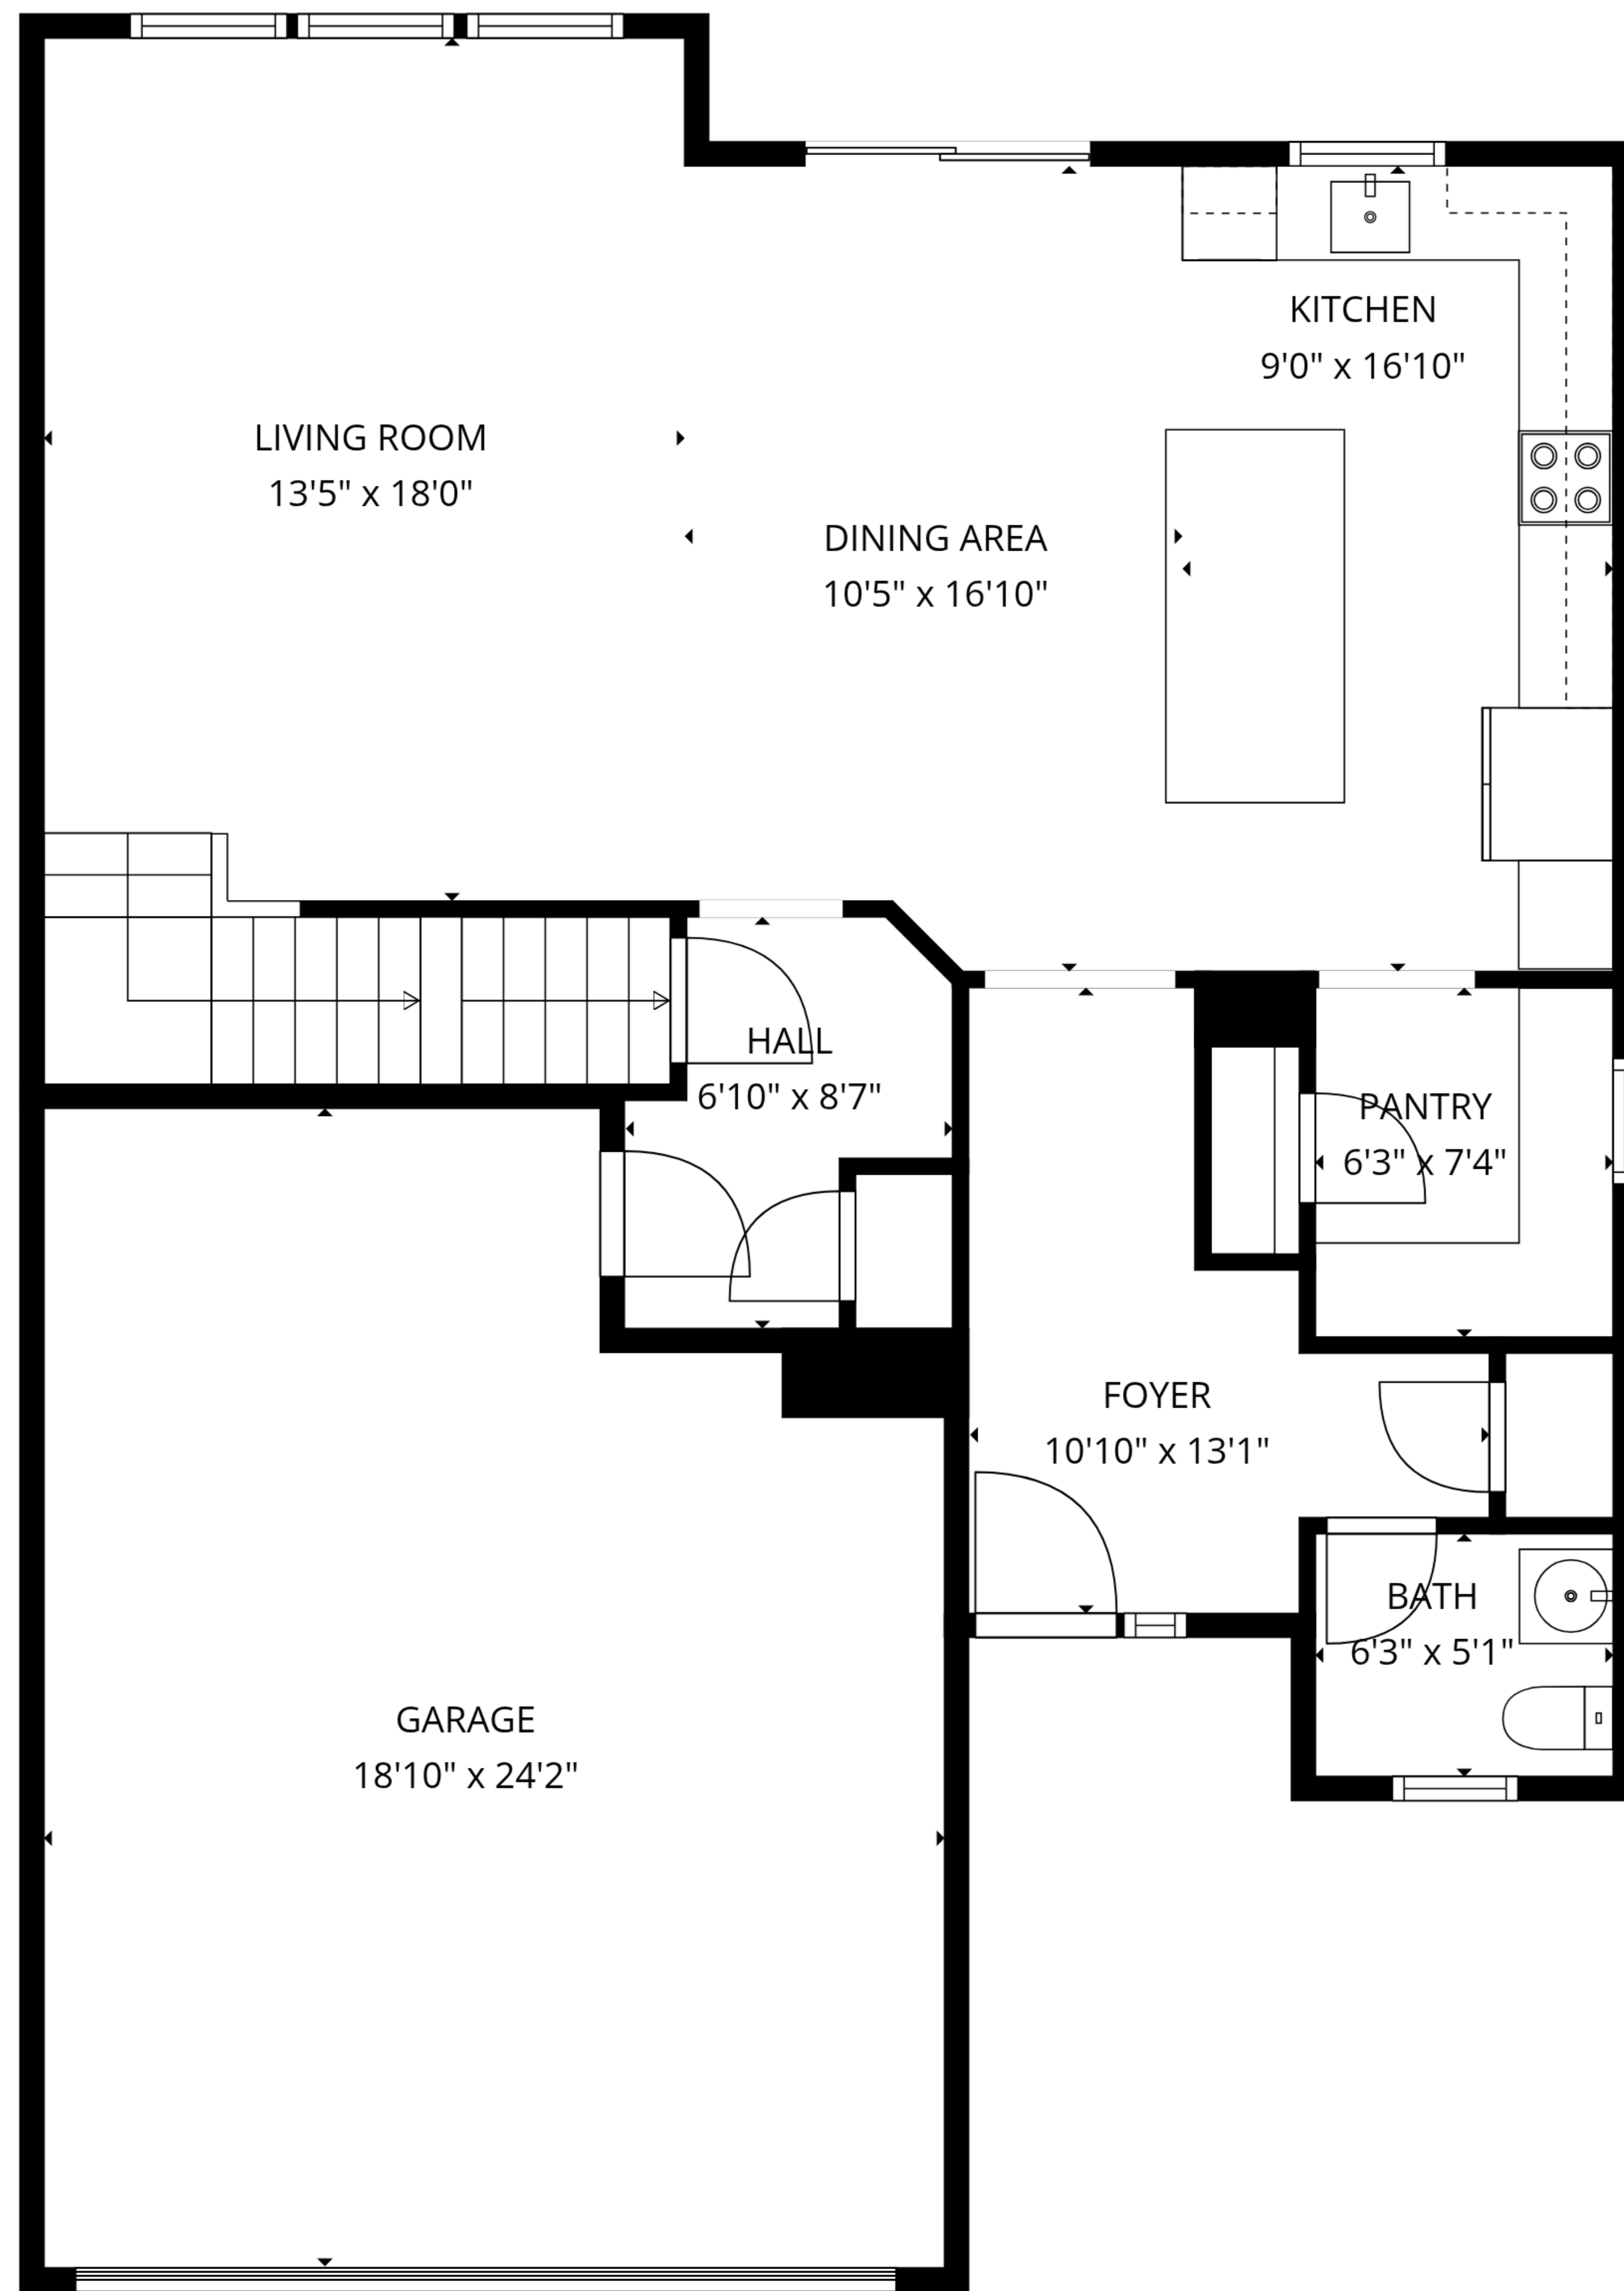 KITCHEN
9'0" x 16'10"
LIVING ROOM
13'5" x 18'0"
DINING AREA
10'5" x 16'10"
HALL
6'10" x 8'7"
PANTRY
6'3" x 7'4"
FOYER
10'10" x 13'1"
BATH
6'3" x 5'1"
GARAGE
18'10" x 24'2"